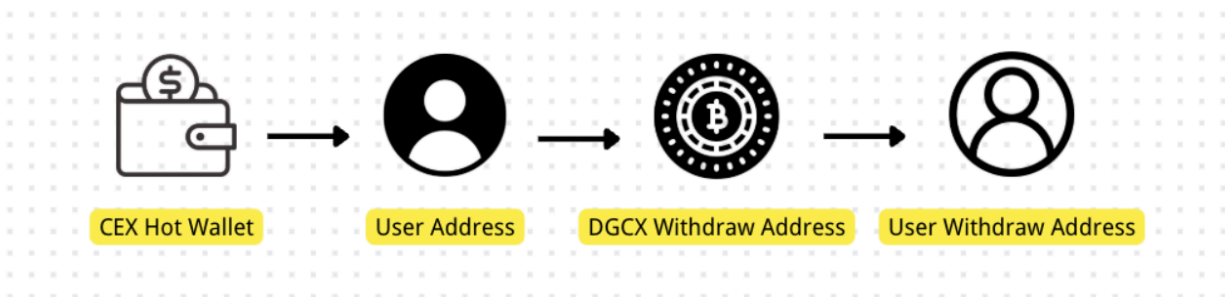 CEX Hot Wallet
User Address
DGCX Withdraw Address
User Withdraw Address